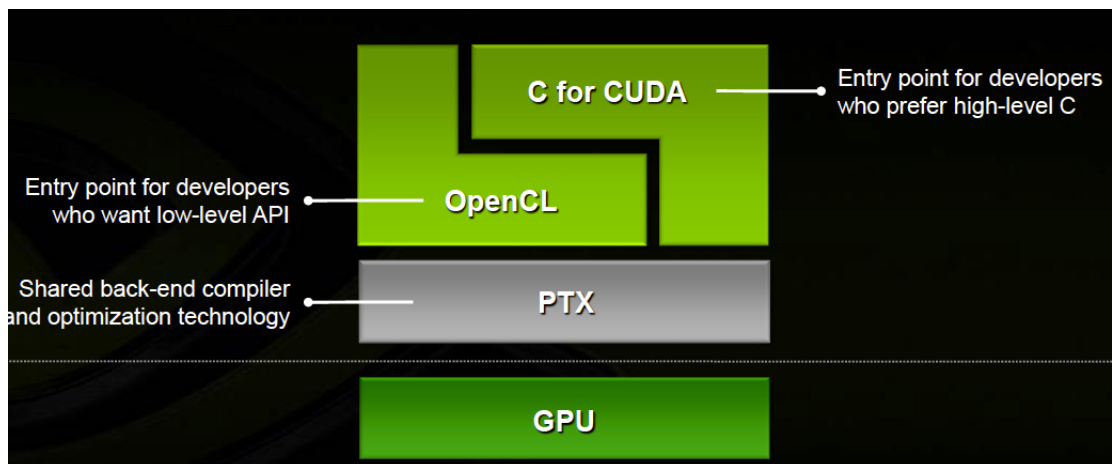 C for CUDA
Entry point for developers
who prefer high-level C
Entry point for developers
who want low-level API
OpenCL
Shared back-end compiler
and optimization technology
PTX
GPU